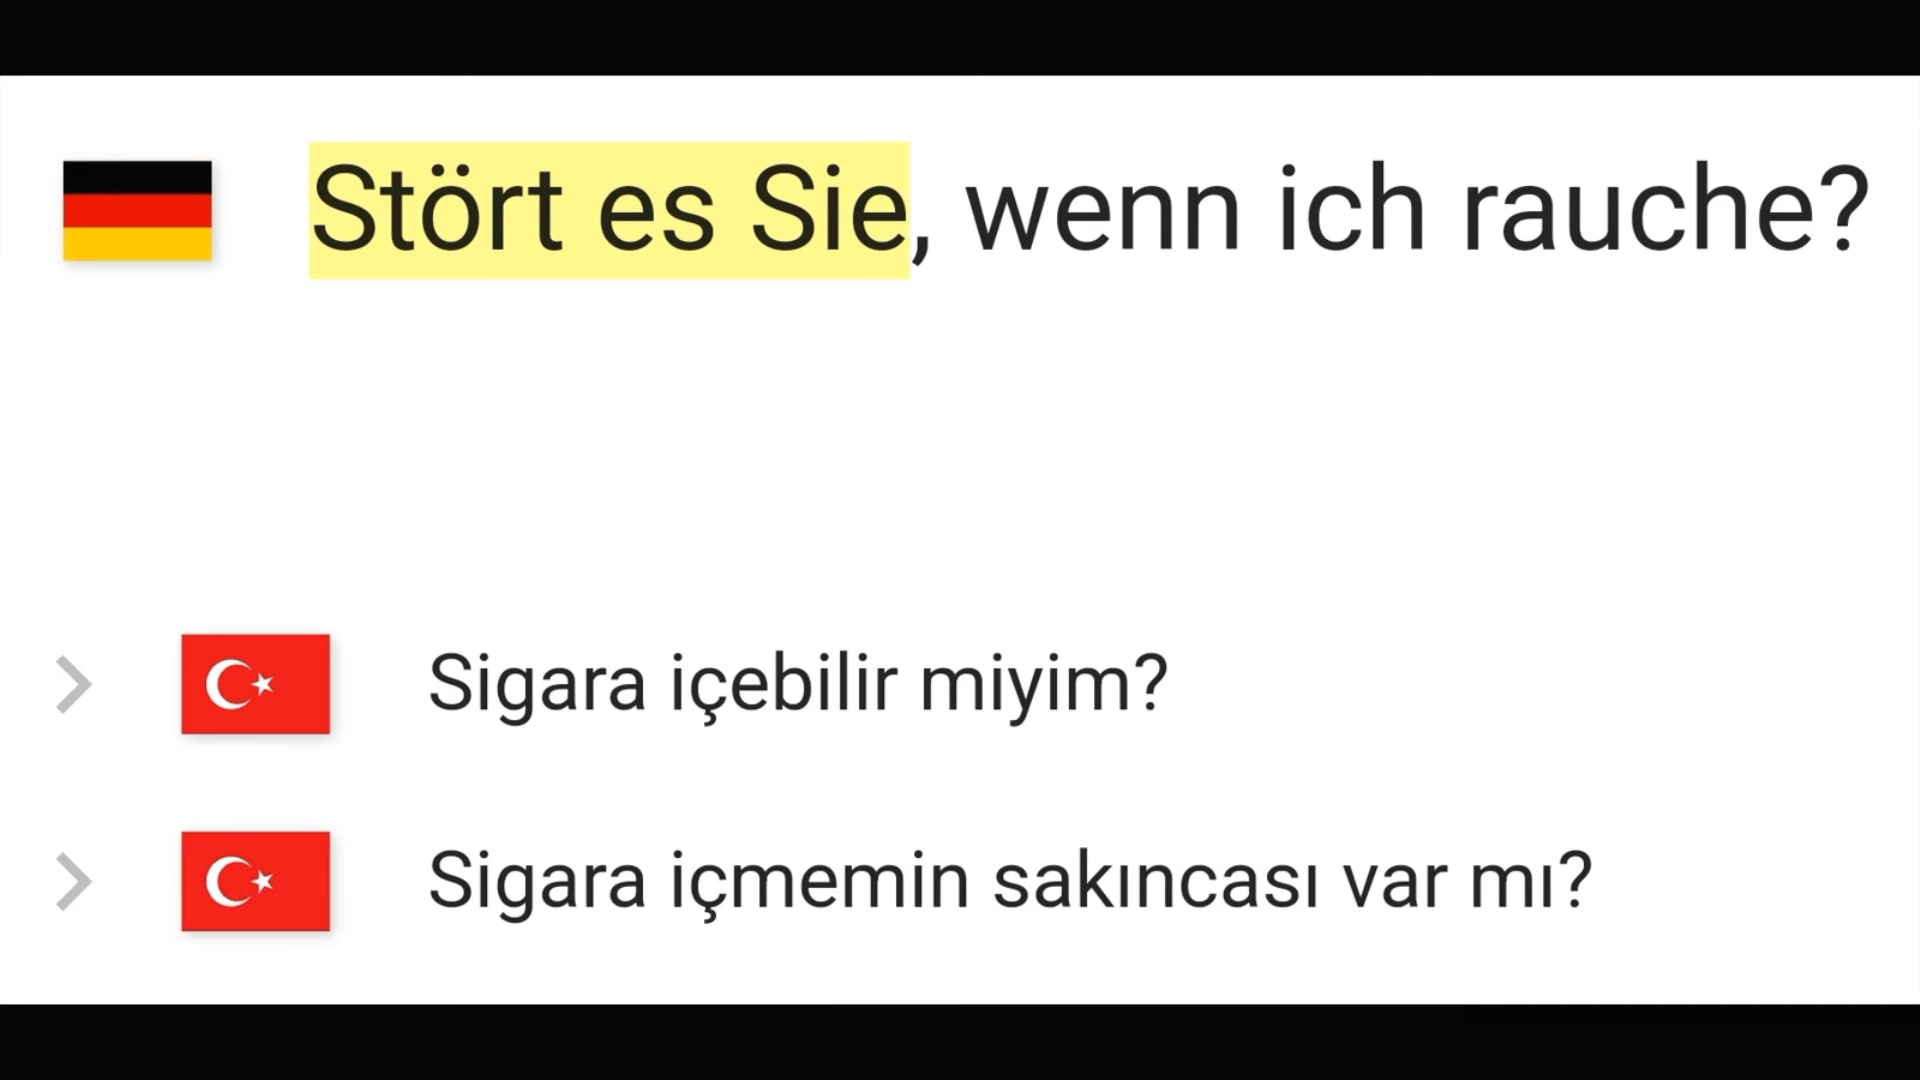 Stört es Sie, wenn ich rauche?
Sigara içebilir miyim?
Sigara içmemin sakıncası var mı?